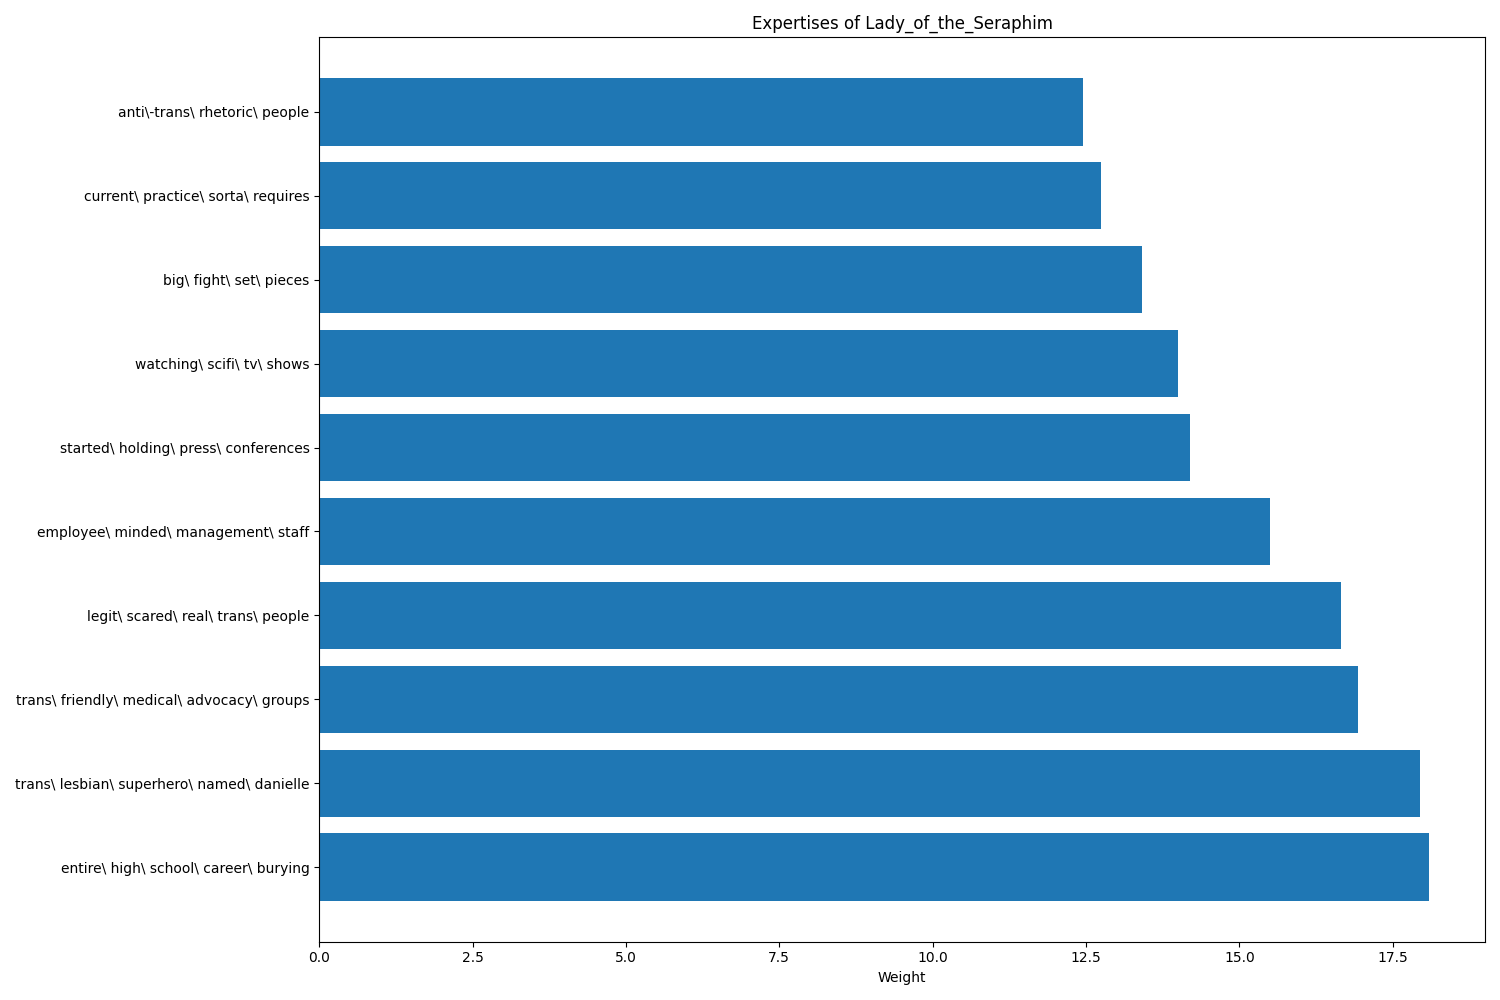 Expertises of Lady_of_the_Seraphim
anti\-trans\ rhetoric\ people
current\ practice\ sorta\ requires
big\ fight\ set\ pieces
watching\ scifi\ tv\ shows
started\ holding\ press\ conferences
employee\ minded\ management\ staff
legit\ scared\ real\ trans\ people
trans\ friendly\ medical\ advocacy\ groups
trans\ lesbian\ superhero\ named\ danielle
entire\ high\ school\ career\ burying
0.0 2.5 5.0 7.5 10.0 12.5 15.0 17.5
Weight